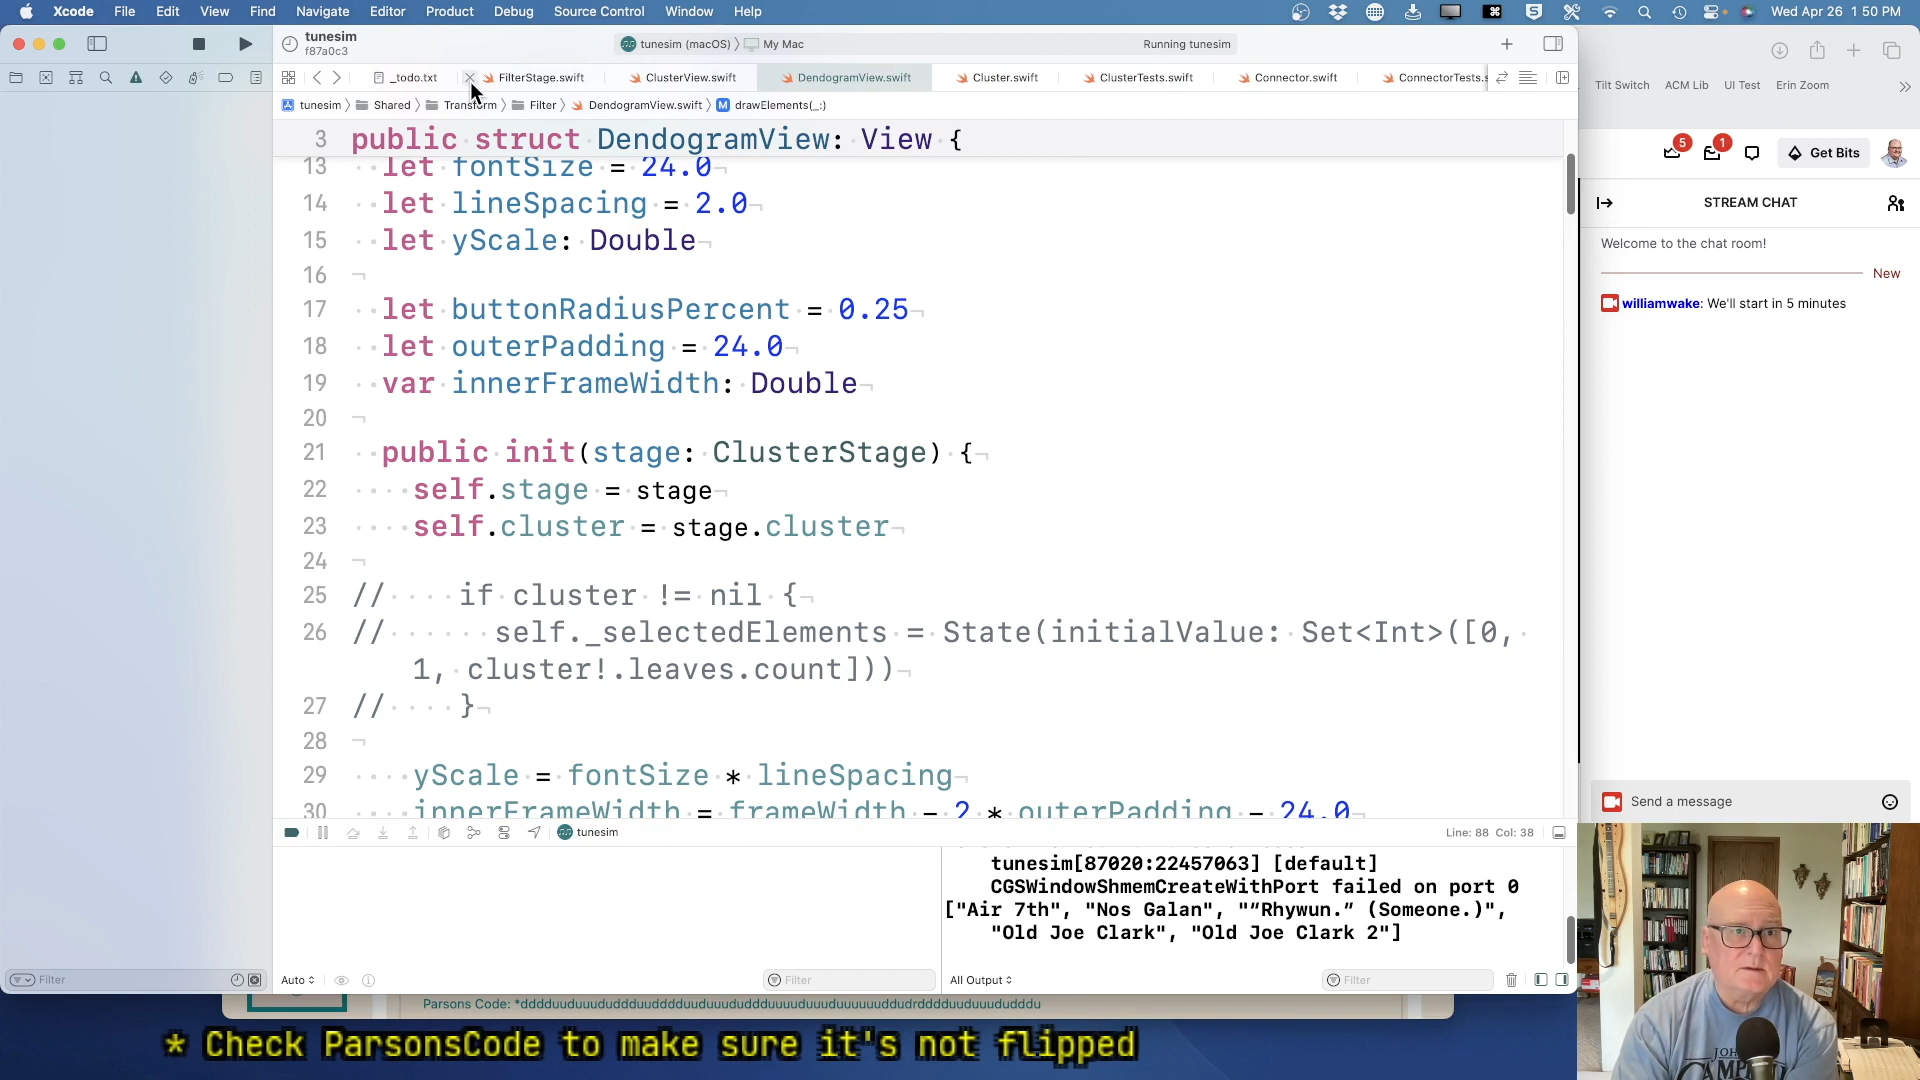 Xcode File Edit View Find Navigate Editor Product Debug Source Control Window Help Wed Apr 26 1 50 PM
tunesim
f87a0c3
tunesim (macOS) 〉 My Mac Running tunesim
_todo.txt FilterStage.swift ClusterView.swift DendogramView.swift Cluster.swift ClusterTests.swift Connector.swift ConnectorTests.s
tunesim 〉 Shared 〉 Transform 〉 Filter 〉 DendogramView.swift 〉 M drawElements(_:)
3 public struct DendogramView: View {
13 let fontSize = 24.0
14 let lineSpacing = 2.0
15 let yScale: Double
16
17 let buttonRadiusPercent = 0.25
18 let outerPadding = 24.0
19 var innerFrameWidth: Double
20
21 public init(stage: ClusterStage) {
22 self.stage = stage
23 self.cluster = stage.cluster
24
25 // if cluster != nil {
26 // self._selectedElements = State(initialValue: Set<Int>([0,
1, cluster!.leaves.count]))
27 // }
28
29 yScale = fontSize * lineSpacing
30 innerFrameWidth = frameWidth - 2 * outerPadding - 24.0
tunesim Line: 88 Col: 38
tunesim[87020:22457063] [default]
CGSWindowShmemCreateWithPort failed on port 0
["Air 7th", "Nos Galan", "“Rhywun.” (Someone.)",
"Old Joe Clark", "Old Joe Clark 2"]
Filter Auto Filter All Output Filter
Parsons Code: *
* Check ParsonsCode to make sure it's not flipped
Tilt Switch ACM Lib UI Test Erin Zoom
5 1 Get Bits
STREAM CHAT
Welcome to the chat room!
New
williamwake: We'll start in 5 minutes
Send a message